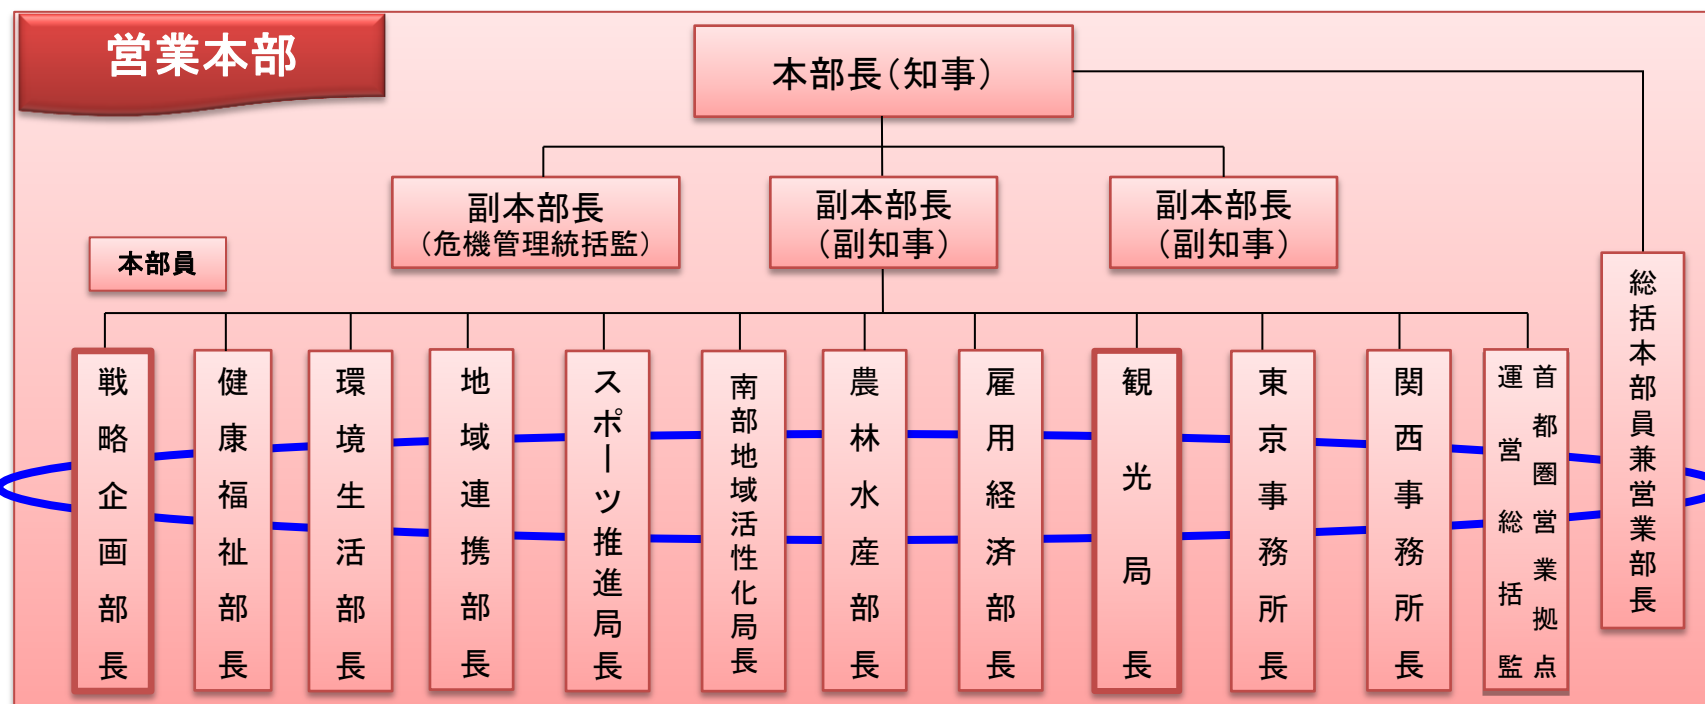 営業本部
本部長（知事）
副本部長
（危機管理統括監）
副本部長
（副知事）
副本部長
（副知事）
本部員
戦略企画部長
健康福祉部長
環境生活部長
地域連携部長
スポーツ推進局長
南部地域活性化局長
農林水産部長
雇用経済部長
観光局長
東京事務所長
関西事務所長
首都圏営業拠点
運営総括監
総括本部員兼営業部長